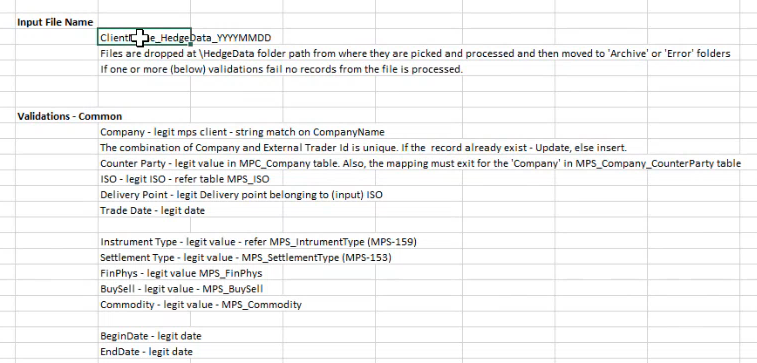 Input File Name
Client e_HedgeData_YYYYMMDD
Files are dropped at \HedgeData folder path from where they are picked and processed and then moved to 'Archive' or 'Error' folders
If one or more (below) validations fail no records from the file is processed.
Validations - Common
Company - legit mps client - string match on CompanyName
The combination of Company and External Trader Id is unique. If the  record already exist - Update, else insert.
Counter Party - legit value in MPC_Company table. Also, the mapping must exit for the 'Company' in MPS_Company_CounterParty table
ISO - legit ISO - refer table MPS_ISO
Delivery Point - legit Delivery point belonging to (input) ISO
Trade Date - legit date
Instrument Type - legit value - refer MPS_IntrumentType (MPS-159)
Settlement Type - legit value - MPS_SettlementType (MPS-153)
FinPhys - legit value MPS_FinPhys
BuySell - legit value - MPS_BuySell
Commodity - legit value - MPS_Commodity
BeginDate - legit date
EndDate - legit date